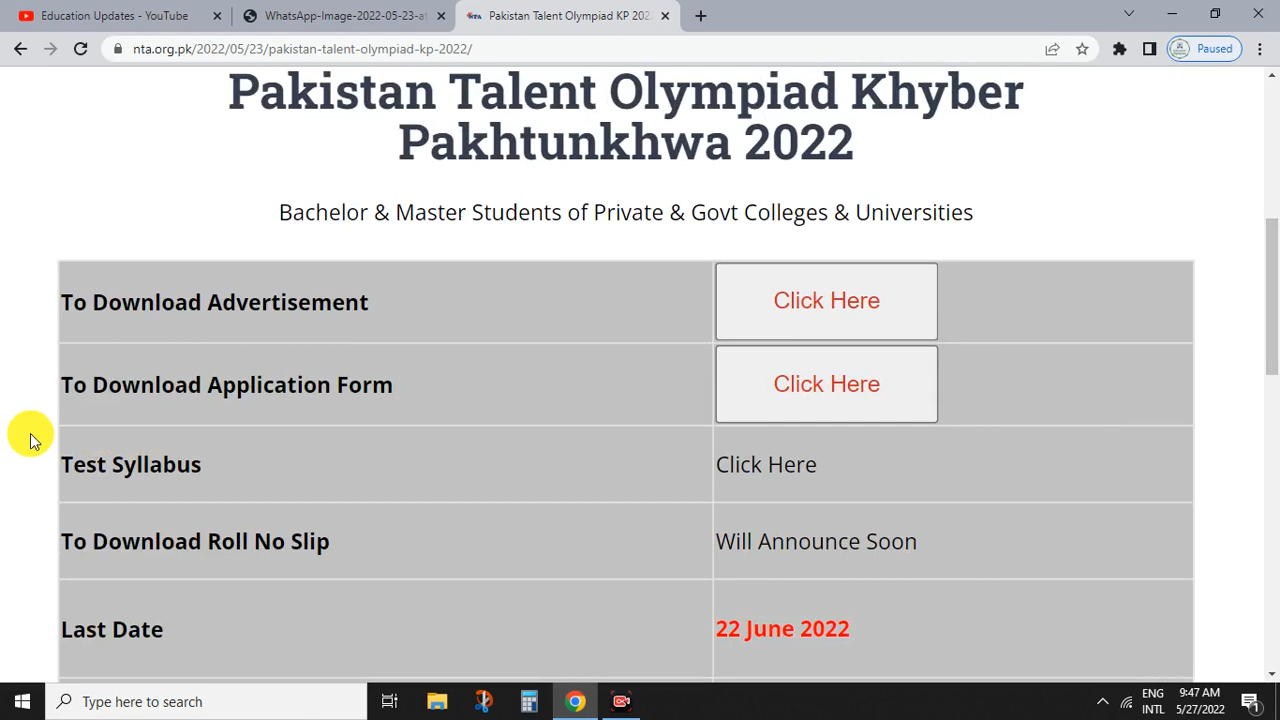 Education Updates - YouTube
WhatsApp-Image-2022-05-23-at
Pakistan Talent Olympiad KP 2022
nta.org.pk/2022/05/23/pakistan-talent-olympiad-kp-2022/
Paused
Pakistan Talent Olympiad Khyber
Pakhtunkhwa 2022
Bachelor & Master Students of Private & Govt Colleges & Universities
To Download Advertisement
Click Here
To Download Application Form
Click Here
Test Syllabus
Click Here
To Download Roll No Slip
Will Announce Soon
Last Date
22 June 2022
Type here to search
ENG
INTL
9:47 AM
5/27/2022
1